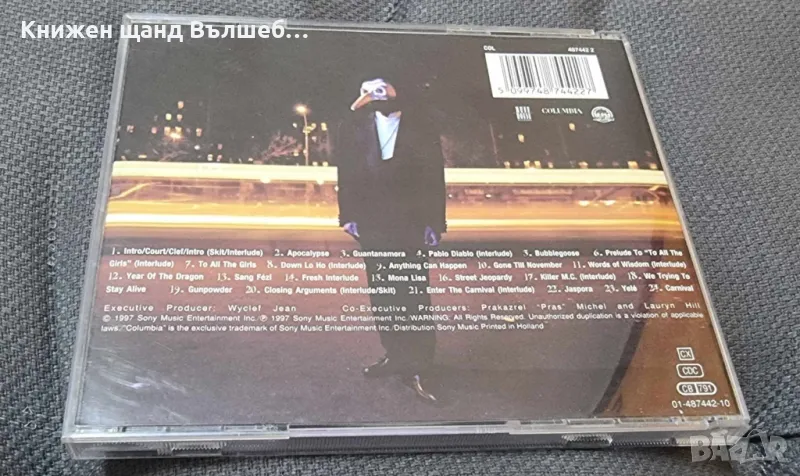 Книжен щанд Вълшеб...
COL 487442 2
5 099748 744227
COLUMBIA
1. Intro/Court/Clef/Intro (Skit/Interlude) 2. Apocalypse 3. Guantanamera 4. Pablo Diablo (Interlude) 5. Bubblegoose 6. Prelude To "To All The
Girls" (Interlude) 7. To All The Girls 8. Down Lo Ho (Interlude) 9. Anything Can Happen 10. Gone Till November 11. Words of Wisdom (Interlude)
12. Year Of The Dragon 13. Sang Fézi 14. Fresh Interlude 15. Mona Lisa 16. Street Jeopardy 17. Killer M.C. (Interlude) 18. We Trying To
Stay Alive 19. Gunpowder 20. Closing Arguments (Interlude/Skit) 21. Enter The Carnival (Interlude) 22. Jaspora 23. Yelé 24. Carnival
Executive Producer: Wyclef Jean Co-Executive Producers: Prakazrel "Pras" Michel and Lauryn Hill
© 1997 Sony Music Entertainment Inc. ℗ 1997 Sony Music Entertainment Inc. WARNING: All Rights Reserved. Unauthorized duplication is a violation of applicable
laws. "Columbia" is the exclusive trademark of Sony Music Entertainment Inc./Distribution Sony Music Printed in Holland
CX
CDC
CB 791
01-487442-10
BAZAR